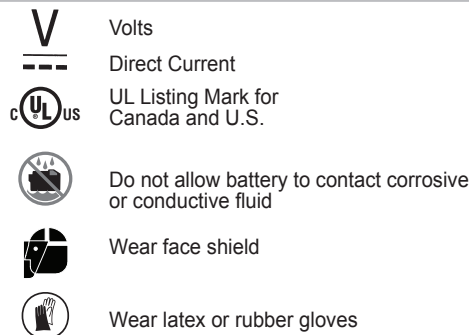 V Volts
Direct Current
c UL ® US UL Listing Mark for
Canada and U.S.
Do not allow battery to contact corrosive
or conductive fluid
Wear face shield
Wear latex or rubber gloves